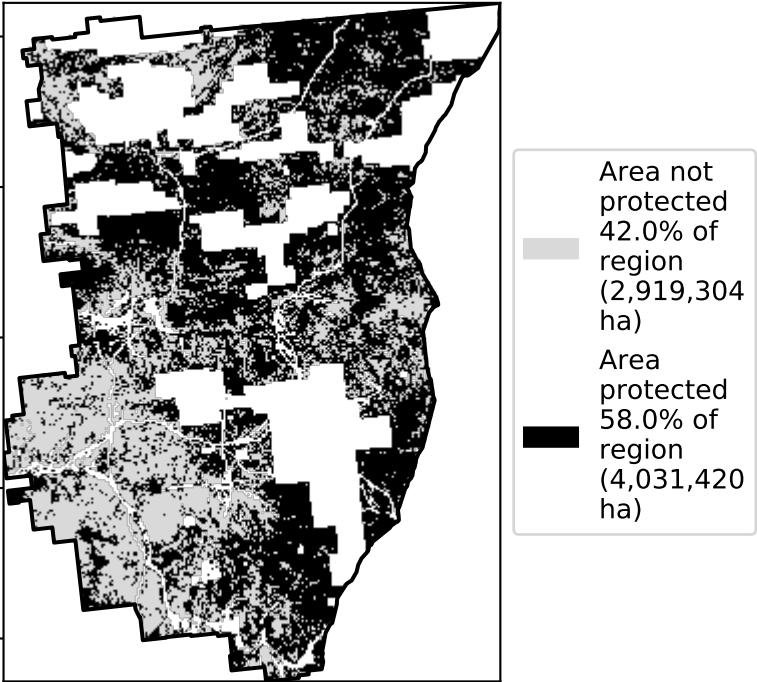 Area not
protected
42.0% of
region
(2,919,304
ha)
Area
protected
58.0% of
region
(4,031,420
ha)